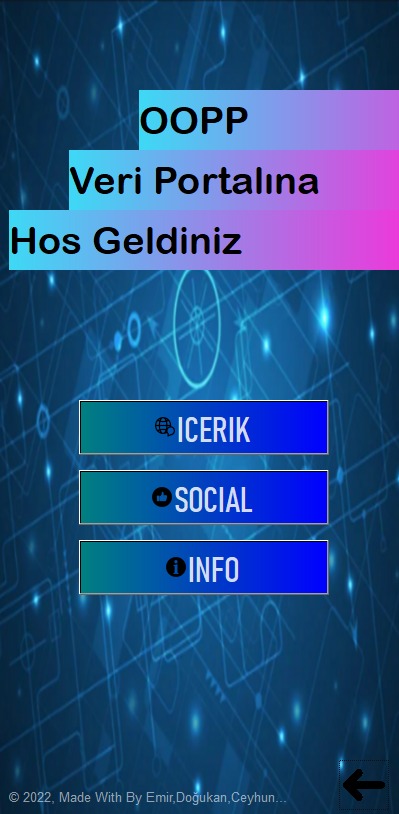 OOPP
Veri Portalına
Hos Geldiniz
ICERIK
SOCIAL
INFO
© 2022, Made With By Emir,Doğukan,Ceyhun...